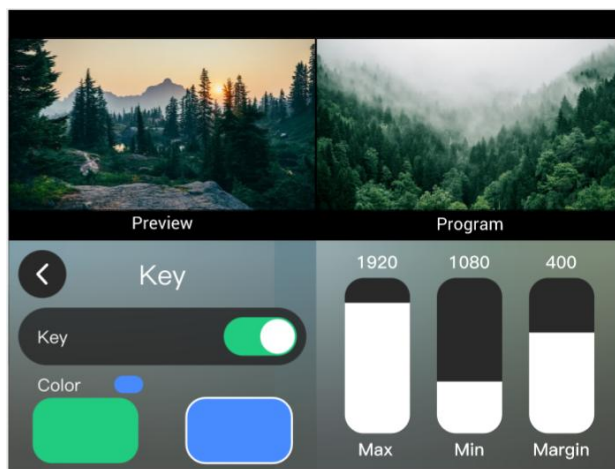 Preview
Program
Key
Key
Color
1920
1080
400
Max
Min
Margin